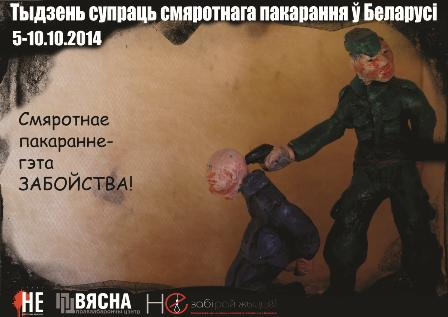 Тыдзень супраць смяротнага пакарання ў Беларусі
5-10.10.2014
Смяротнае
пакаранне-
гэта
ЗАБОЙСТВА!
НЕ
ВЯСНА
праваабарончы цэнтр
НЕ забірай жыццё!